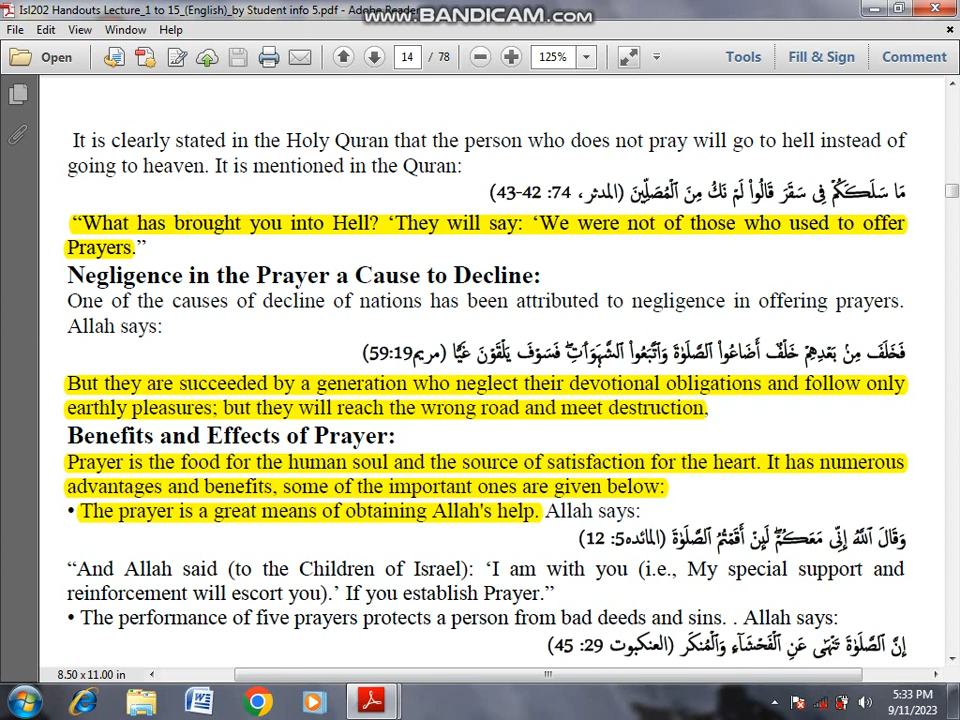 Isl202 Handouts Lecture_1 to 15_(English)_by Student info 5.pdf - Adobe Reader
WWW.BANDICAM.COM
File Edit View Window Help
Open 14 / 78 125% Tools Fill & Sign Comment
It is clearly stated in the Holy Quran that the person who does not pray will go to hell instead of
going to heaven. It is mentioned in the Quran:
مَا سَلَكَكُمْ فِى سَقَرَ قَالُواْ لَمْ نَكُ مِنَ ٱلْمُصَلِّينَ (المدثر، 74: 42-43)
“What has brought you into Hell? ‘They will say: ‘We were not of those who used to offer
Prayers.”
Negligence in the Prayer a Cause to Decline:
One of the causes of decline of nations has been attributed to negligence in offering prayers.
Allah says:
فَخَلَفَ مِنۢ بَعْدِهِمْ خَلْفٌ أَضَاعُواْ ٱلصَّلَوٰةَ وَٱتَّبَعُواْ ٱلشَّهَوَٰتِۖ فَسَوْفَ يَلْقَوْنَ غَيًّا (مريم59:19)
But they are succeeded by a generation who neglect their devotional obligations and follow only
earthly pleasures; but they will reach the wrong road and meet destruction,
Benefits and Effects of Prayer:
Prayer is the food for the human soul and the source of satisfaction for the heart. It has numerous
advantages and benefits, some of the important ones are given below:
• The prayer is a great means of obtaining Allah's help. Allah says:
وَقَالَ ٱللَّهُ إِنِّى مَعَكُمْۖ لَئِنْ أَقَمْتُمُ ٱلصَّلَوٰةَ (المائده5: 12)
“And Allah said (to the Children of Israel): ‘I am with you (i.e., My special support and
reinforcement will escort you).’ If you establish Prayer.”
• The performance of five prayers protects a person from bad deeds and sins. . Allah says:
إِنَّ ٱلصَّلَوٰةَ تَنْهَىٰ عَنِ ٱلْفَحْشَآءِ وَٱلْمُنكَرِ (العنكبوت 29: 45)
8.50 x 11.00 in
5:33 PM
9/11/2023